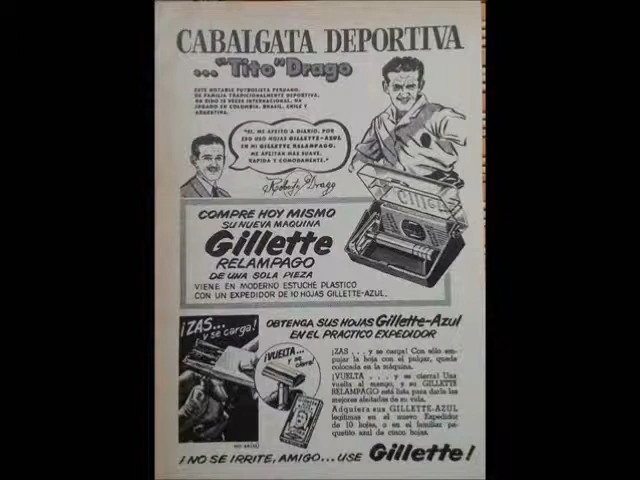 CABALGATA DEPORTIVA
..."Tito" Drago
ESTE NOTABLE FUTBOLISTA PERUANO,
DE FAMILIA TRADICIONALMENTE DEPORTIVA,
HA SIDO 15 VECES INTERNACIONAL. HA
JUGADO EN COLOMBIA, BRASIL, CHILE Y
ARGENTINA.
"SI, ME AFEITO A DIARIO. POR
ESO USO HOJAS GILLETTE-AZUL
EN MI GILLETTE RELAMPAGO.
ME AFEITAN MAS SUAVE,
RAPIDA Y COMODAMENTE."
Roberto Drago
COMPRE HOY MISMO
SU NUEVA MAQUINA
Gillette
RELAMPAGO
DE UNA SOLA PIEZA
VIENE EN MODERNO ESTUCHE PLASTICO
CON UN EXPEDIDOR DE 10 HOJAS GILLETTE-AZUL.
¡ZAS...
y se carga!
¡VUELTA...
y se
cierra!
OBTENGA SUS HOJAS Gillette-Azul
EN EL PRACTICO EXPEDIDOR
¡ZAS . . . y se carga! Con sólo em-
pujar la hoja con el pulgar, queda
colocada en la máquina.
¡VUELTA . . . y se cierra! Una
vuelta al mango, y su GILLETTE
RELAMPAGO está lista para darle las
mejores afeitadas de su vida.
Adquiera sus GILLETTE-AZUL
legítimas en el nuevo Expedidor
de 10 hojas, o en el familiar pa-
quetito azul de cinco hojas.
¡NO SE IRRITE, AMIGO... USE Gillette!